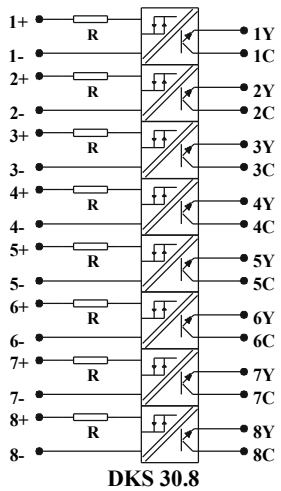 1+ R 1Y
1- 1C
2+ R 2Y
2- 2C
3+ R 3Y
3- 3C
4+ R 4Y
4- 4C
5+ R 5Y
5- 5C
6+ R 6Y
6- 6C
7+ R 7Y
7- 7C
8+ R 8Y
8- 8C
DKS 30.8